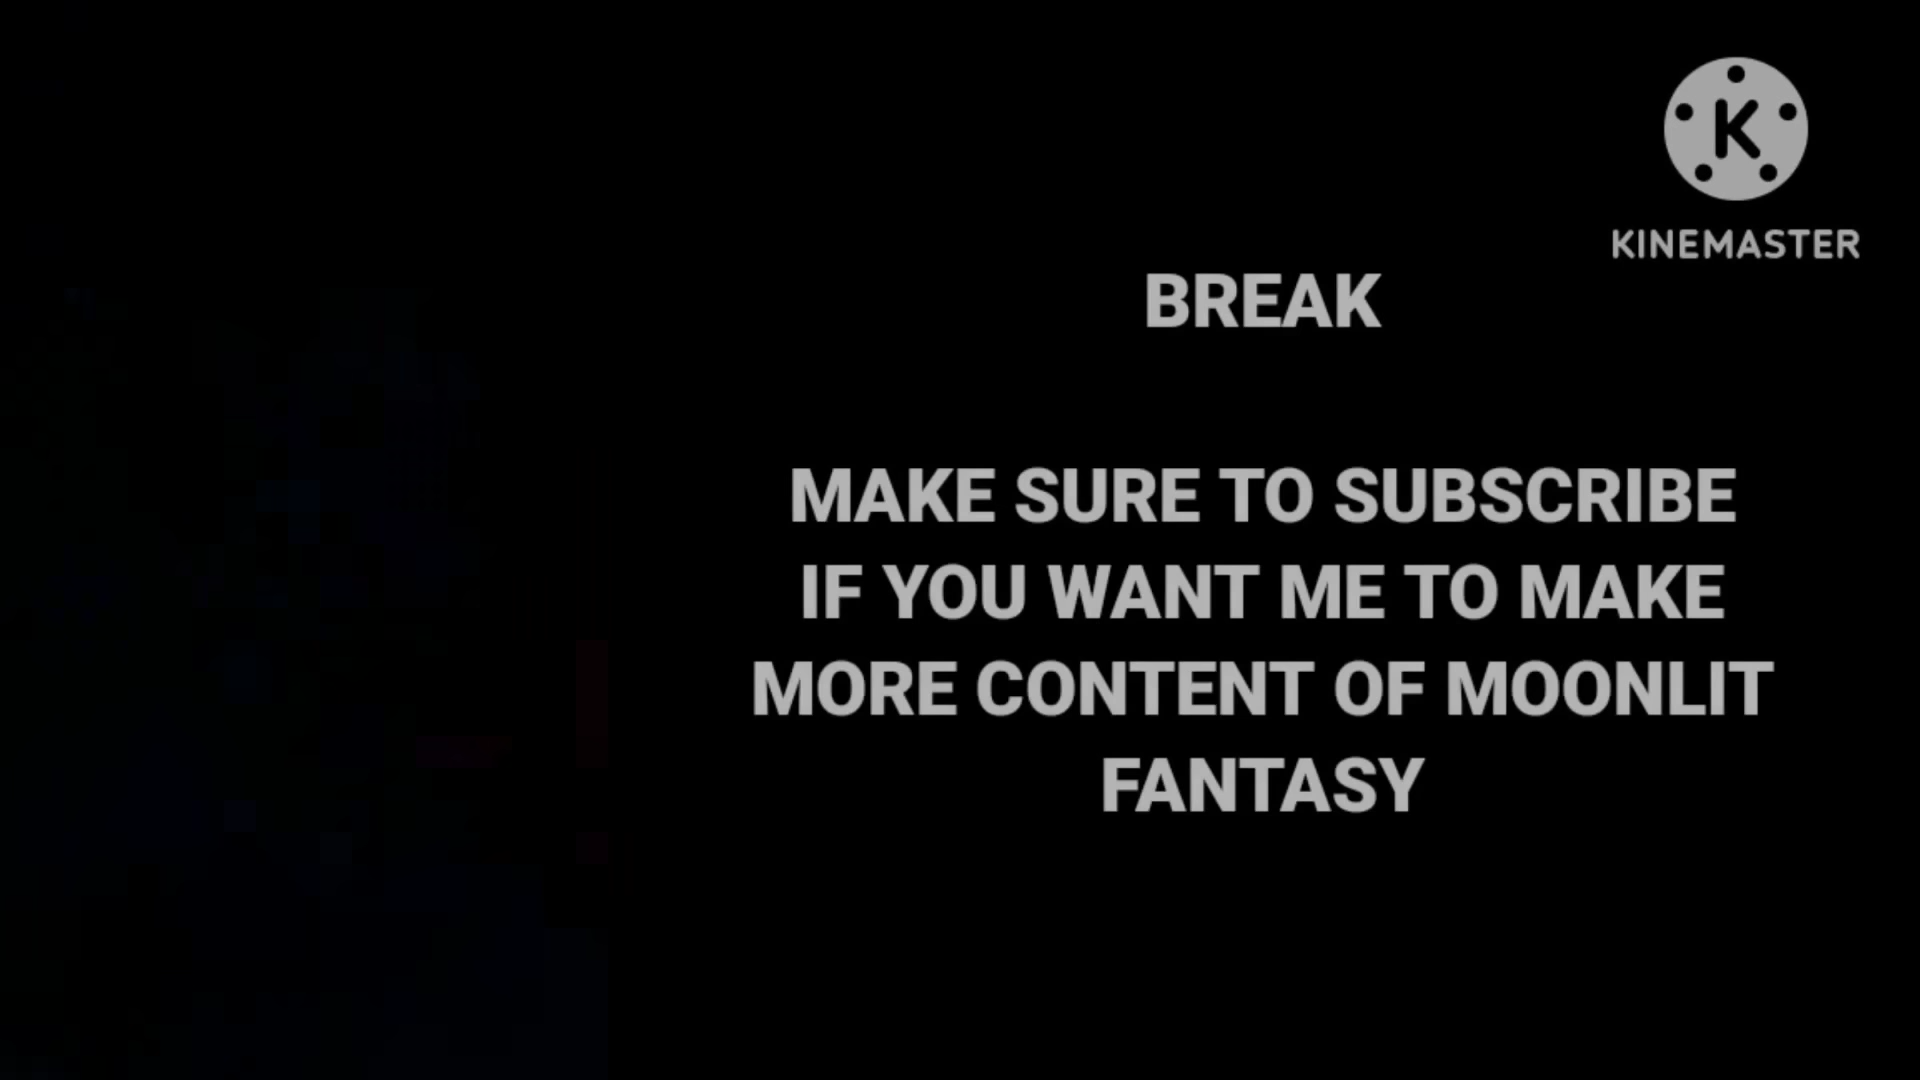 KINEMASTER
BREAK
MAKE SURE TO SUBSCRIBE
IF YOU WANT ME TO MAKE
MORE CONTENT OF MOONLIT
FANTASY